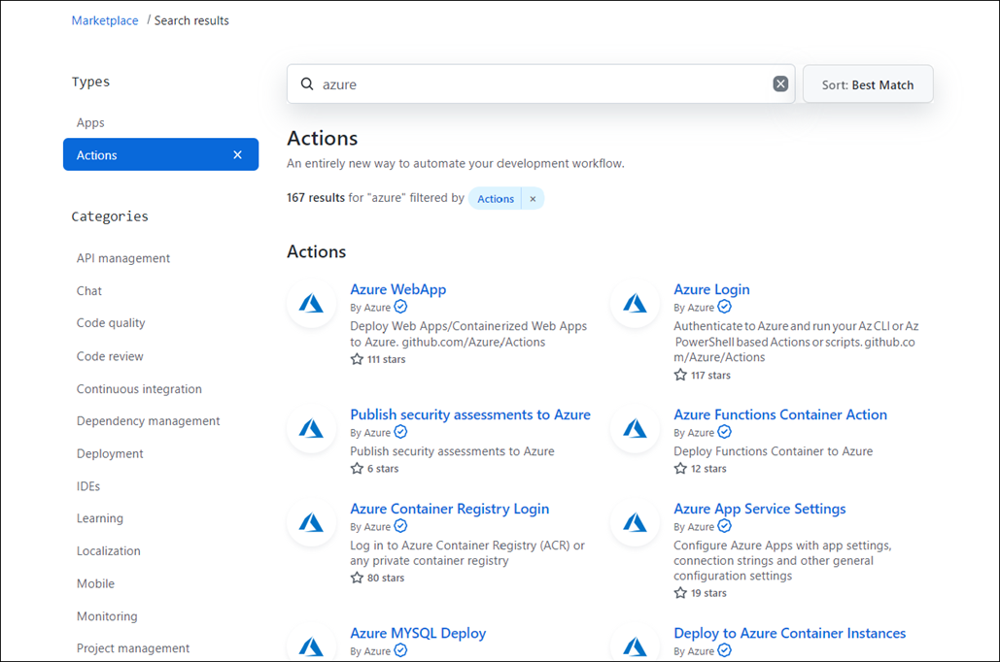 Marketplace / Search results
Types
Apps
Actions
Categories
API management
Chat
Code quality
Code review
Continuous integration
Dependency management
Deployment
IDEs
Learning
Localization
Mobile
Monitoring
Project management
azure
Sort: Best Match
Actions
An entirely new way to automate your development workflow.
167 results for "azure" filtered by Actions ×
Actions
Azure WebApp
By Azure
Deploy Web Apps/Containerized Web Apps
to Azure. github.com/Azure/Actions
111 stars
Azure Login
By Azure
Authenticate to Azure and run your Az CLI or Az
PowerShell based Actions or scripts. github.co
m/Azure/Actions
117 stars
Publish security assessments to Azure
By Azure
Publish security assessments to Azure
6 stars
Azure Functions Container Action
By Azure
Deploy Functions Container to Azure
12 stars
Azure Container Registry Login
By Azure
Log in to Azure Container Registry (ACR) or
any private container registry
80 stars
Azure App Service Settings
By Azure
Configure Azure Apps with app settings,
connection strings and other general
configuration settings
19 stars
Azure MYSQL Deploy
By Azure
Deploy to Azure Container Instances
By Azure